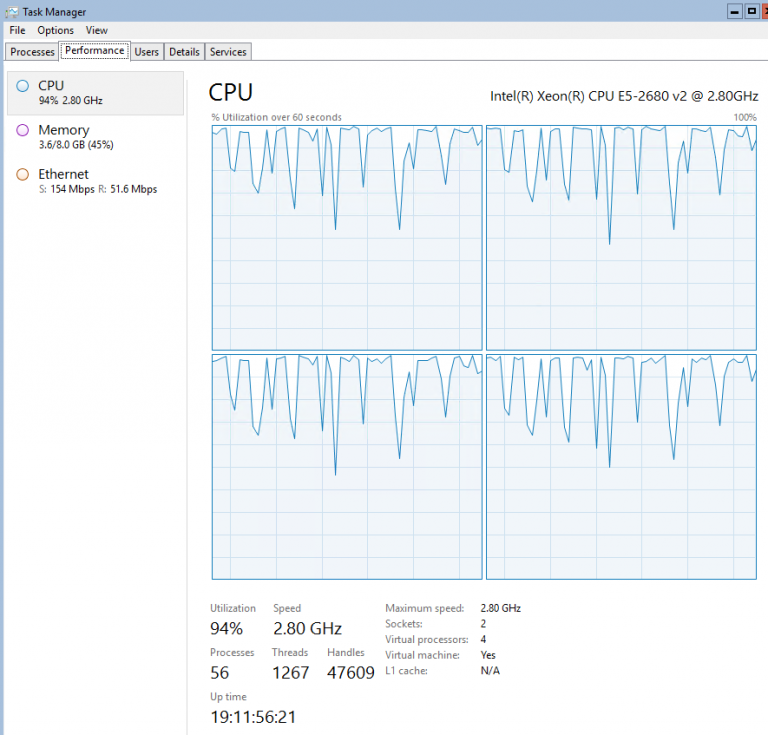 Task Manager
File Options View
Processes Performance Users Details Services
CPU
94% 2.80 GHz
Memory
3.6/8.0 GB (45%)
Ethernet
S: 154 Mbps R: 51.6 Mbps
CPU Intel(R) Xeon(R) CPU E5-2680 v2 @ 2.80GHz
% Utilization over 60 seconds 100%
Utilization Speed Maximum speed: 2.80 GHz
94% 2.80 GHz Sockets: 2
Virtual processors: 4
Processes Threads Handles Virtual machine: Yes
56 1267 47609 L1 cache: N/A
Up time
19:11:56:21